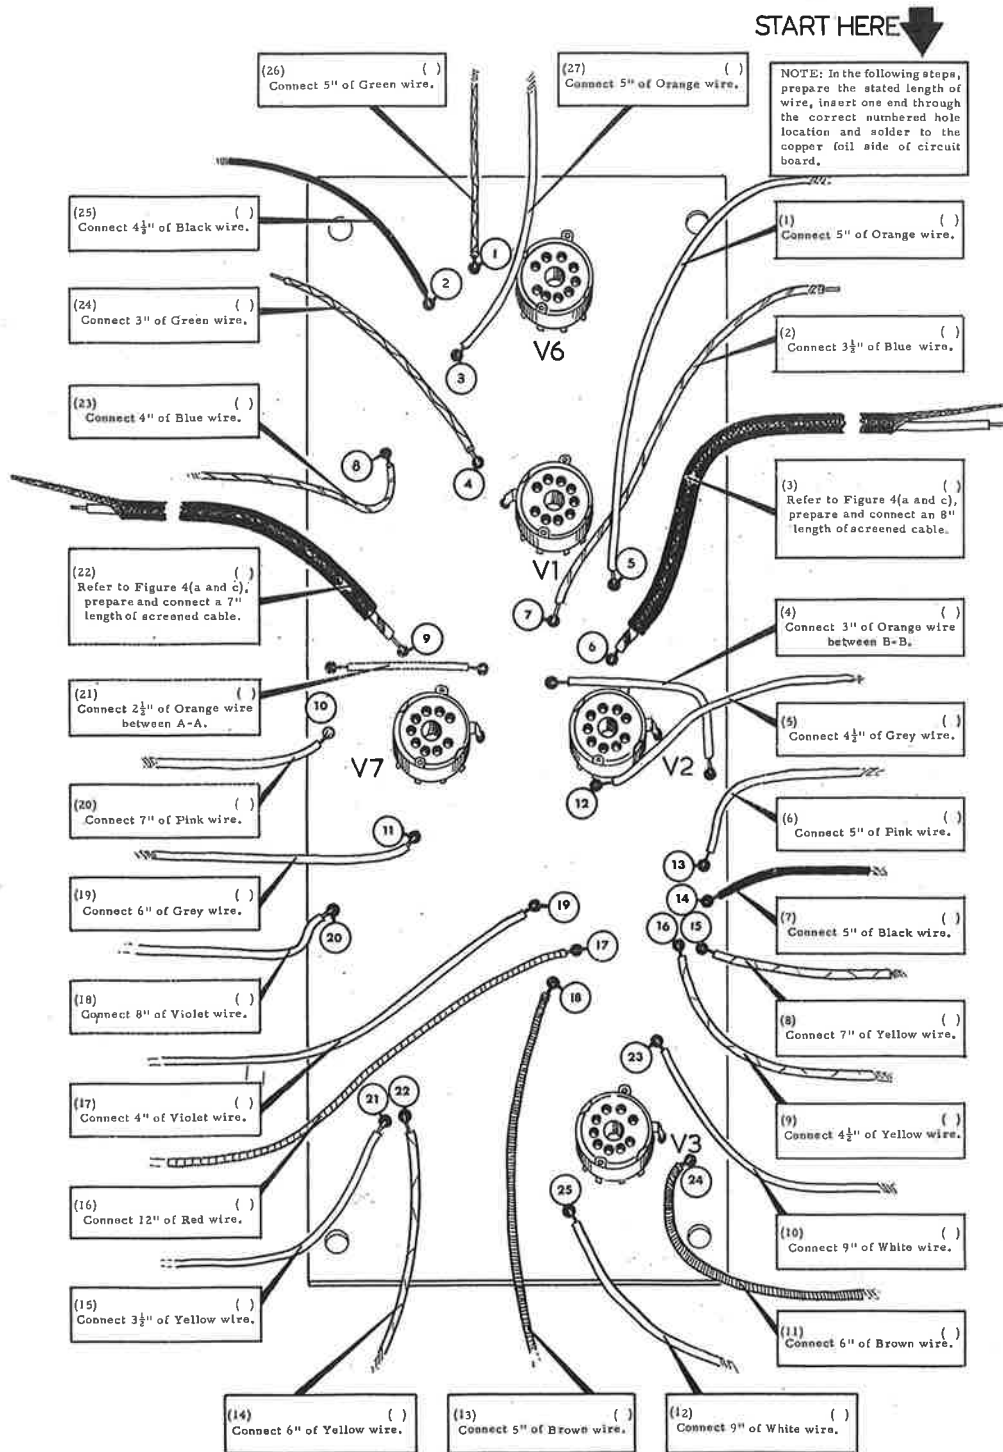 START HERE
NOTE: In the following steps,
prepare the stated length of
wire, insert one end through
the correct numbered hole
location and solder to the
copper foil side of circuit
board.
(1) ( )
Connect 5" of Orange wire.
(2) ( )
Connect 3½" of Blue wire.
(3) ( )
Refer to Figure 4(a and c),
prepare and connect an 8"
length of screened cable.
(4) ( )
Connect 3" of Orange wire
between B-B.
(5) ( )
Connect 4½" of Grey wire.
(6) ( )
Connect 5" of Pink wire.
(7) ( )
Connect 5" of Black wire.
(8) ( )
Connect 7" of Yellow wire.
(9) ( )
Connect 4½" of Yellow wire.
(10) ( )
Connect 9" of White wire.
(11) ( )
Connect 6" of Brown wire.
(12) ( )
Connect 9" of White wire.
(13) ( )
Connect 5" of Brown wire.
(14) ( )
Connect 6" of Yellow wire.
(15) ( )
Connect 3½" of Yellow wire.
(16) ( )
Connect 12" of Red wire.
(17) ( )
Connect 4" of Violet wire.
(18) ( )
Connect 8" of Violet wire.
(19) ( )
Connect 6" of Grey wire.
(20) ( )
Connect 7" of Pink wire.
(21) ( )
Connect 2½" of Orange wire
between A-A.
(22) ( )
Refer to Figure 4(a and c),
prepare and connect a 7"
length of screened cable.
(23) ( )
Connect 4" of Blue wire.
(24) ( )
Connect 3" of Green wire.
(25) ( )
Connect 4½" of Black wire.
(26) ( )
Connect 5" of Green wire.
(27) ( )
Connect 5" of Orange wire.
1
2
3
V6
4
8
V1
5
7
6
9
10
V7
V2
12
11
13
14
19
20
16
15
17
18
23
21
22
V3
24
25